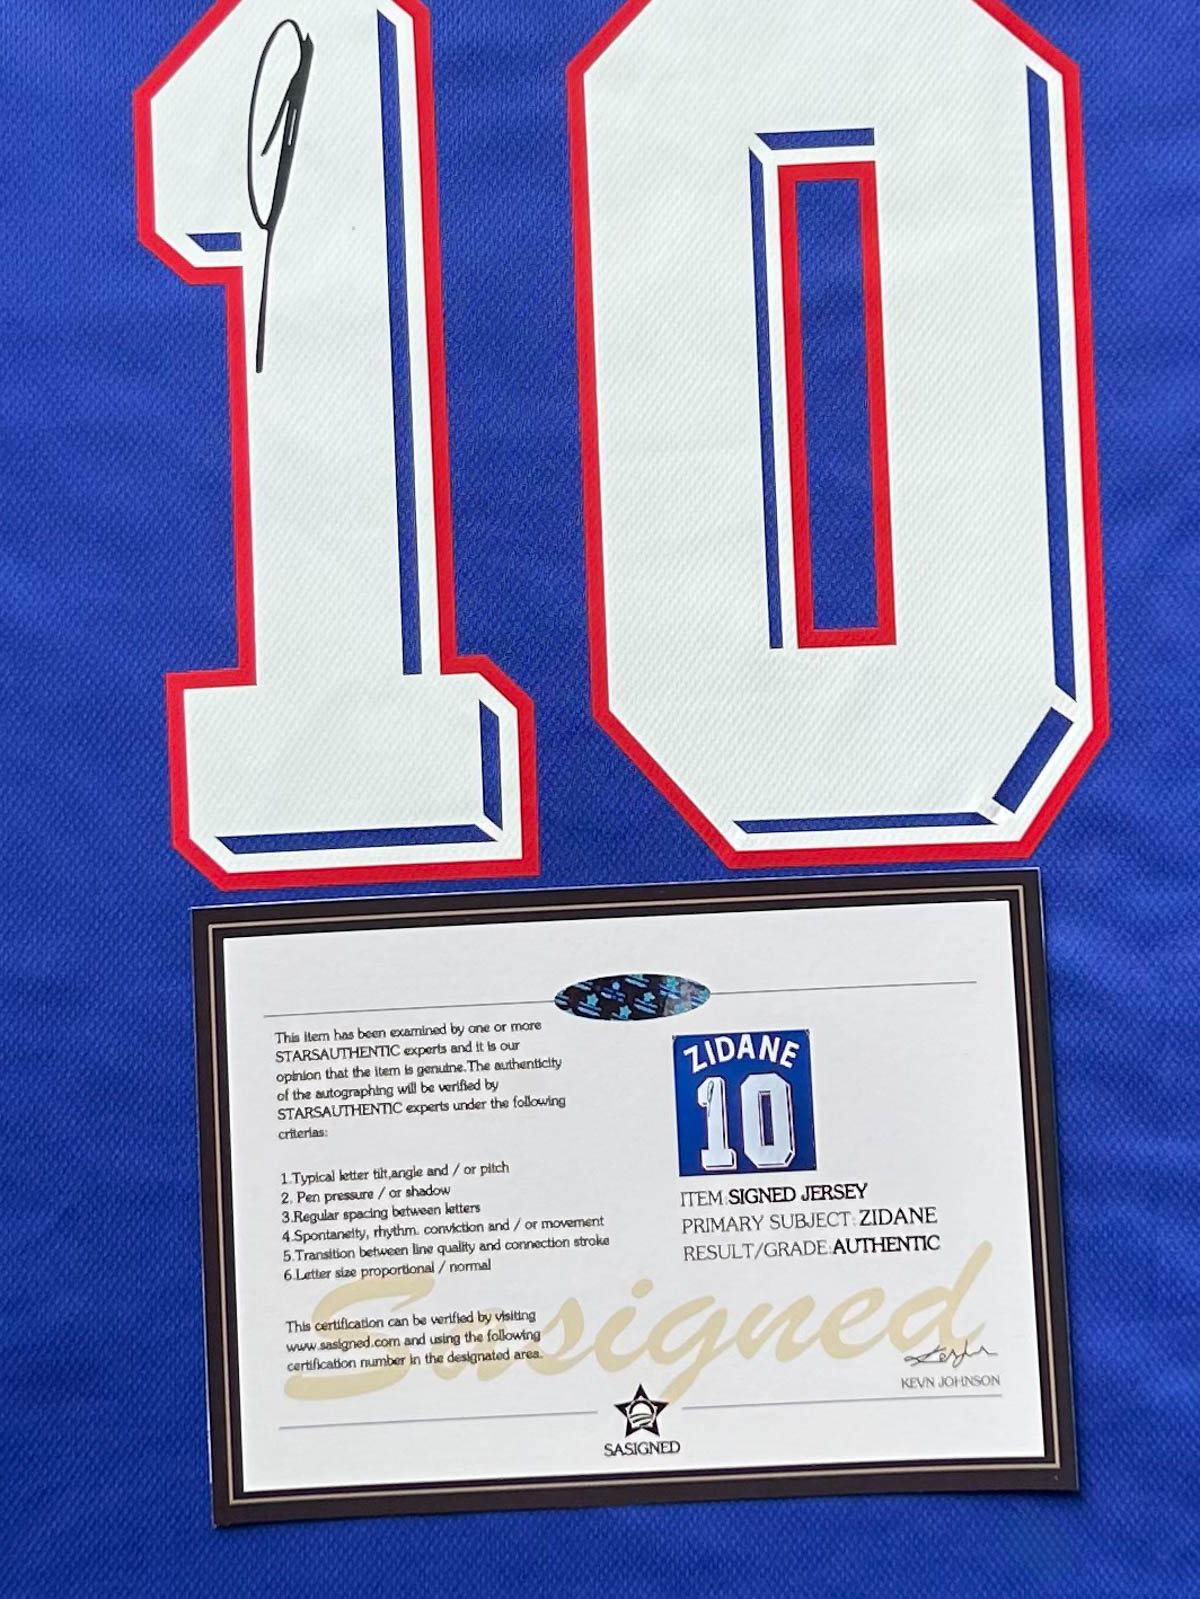 10
This item has been examined by one or more
STARSAUTHENTIC experts and it is our
opinion that the item is genuine.The authenticity
of the autographing will be verified by
STARSAUTHENTIC experts under the following
criterias:
1.Typical letter tilt,angle and / or pitch
2. Pen pressure / or shadow
3.Regular spacing between letters
4.Spontaneity, rhythm. conviction and / or movement
5.Transition between line quality and connection stroke
6.Letter size proportional / normal
This certification can be verified by visiting
www.sasigned.com and using the following
certification number in the designated area.
ZIDANE
10
ITEM:SIGNED JERSEY
PRIMARY SUBJECT:ZIDANE
RESULT/GRADE:AUTHENTIC
Sasigned
KEVN JOHNSON
SASIGNED